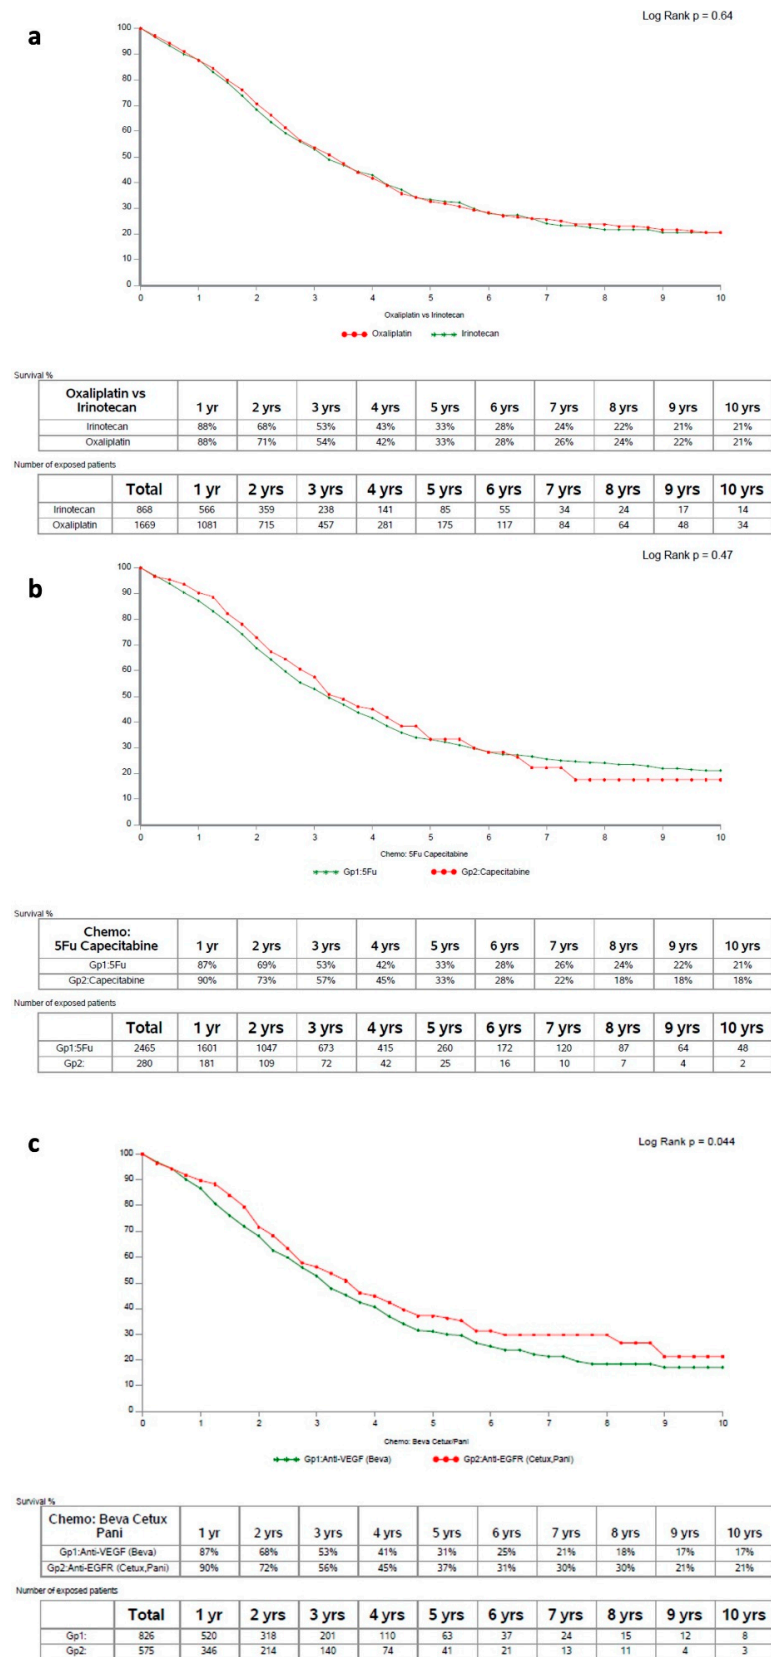 Log Rank p = 0.64
a
100
90
80
70
60
50
40
30
20
10
0
0 1 2 3 4 5 6 7 8 9 10
Oxaliplatin vs Irinotecan
Oxaliplatin Irinotecan
Survival %
Oxaliplatin vs
Irinotecan 1 yr 2 yrs 3 yrs 4 yrs 5 yrs 6 yrs 7 yrs 8 yrs 9 yrs 10 yrs
Irinotecan 88% 68% 53% 43% 33% 28% 24% 22% 21% 21%
Oxaliplatin 88% 71% 54% 42% 33% 28% 26% 24% 22% 21%
Number of exposed patients
Total 1 yr 2 yrs 3 yrs 4 yrs 5 yrs 6 yrs 7 yrs 8 yrs 9 yrs 10 yrs
Irinotecan 868 566 359 238 141 85 55 34 24 17 14
Oxaliplatin 1669 1081 715 457 281 175 117 84 64 48 34
Log Rank p = 0.47
b
100
90
80
70
60
50
40
30
20
10
0
0 1 2 3 4 5 6 7 8 9 10
Chemo: 5Fu Capecitabine
Gp1:5Fu Gp2:Capecitabine
Survival %
Chemo:
5Fu Capecitabine 1 yr 2 yrs 3 yrs 4 yrs 5 yrs 6 yrs 7 yrs 8 yrs 9 yrs 10 yrs
Gp1:5Fu 87% 69% 53% 42% 33% 28% 26% 24% 22% 21%
Gp2:Capecitabine 90% 73% 57% 45% 33% 28% 22% 18% 18% 18%
Number of exposed patients
Total 1 yr 2 yrs 3 yrs 4 yrs 5 yrs 6 yrs 7 yrs 8 yrs 9 yrs 10 yrs
Gp1:5Fu 2465 1601 1047 673 415 260 172 120 87 64 48
Gp2: 280 181 109 72 42 25 16 10 7 4 2
c
Log Rank p = 0.044
100
90
80
70
60
50
40
30
20
10
0
0 1 2 3 4 5 6 7 8 9 10
Chemo: Beva Cetux/Pani
Gp1:Anti-VEGF (Beva) Gp2:Anti-EGFR (Cetux,Pani)
Survival %
Chemo: Beva Cetux
Pani 1 yr 2 yrs 3 yrs 4 yrs 5 yrs 6 yrs 7 yrs 8 yrs 9 yrs 10 yrs
Gp1:Anti-VEGF (Beva) 87% 68% 53% 41% 31% 25% 21% 18% 17% 17%
Gp2:Anti-EGFR (Cetux,Pani) 90% 72% 56% 45% 37% 31% 30% 30% 21% 21%
Number of exposed patients
Total 1 yr 2 yrs 3 yrs 4 yrs 5 yrs 6 yrs 7 yrs 8 yrs 9 yrs 10 yrs
Gp1: 826 520 318 201 110 63 37 24 15 12 8
Gp2: 575 346 214 140 74 41 21 13 11 4 3